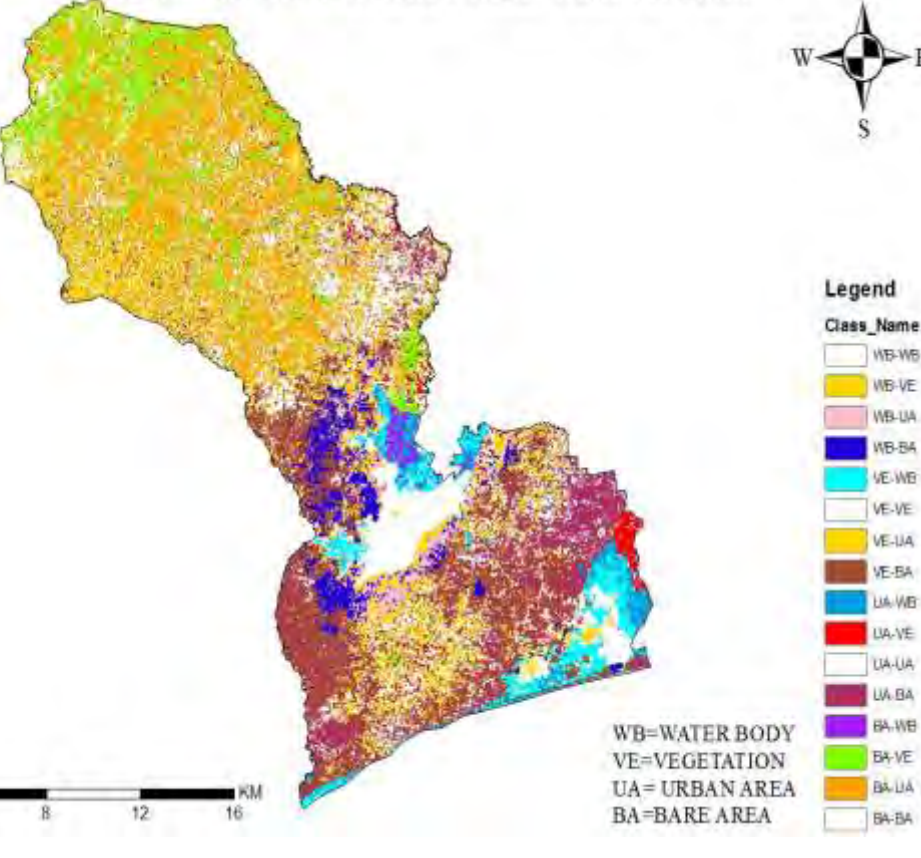 W
S
Legend
Class_Name
WB-WB
WB-VE
WB-UA
WB-BA
VE-WB
VE-VE
VE-UA
VE-BA
UA-WB
UA-VE
UA-UA
UA-BA
BA-WB
BA-VE
BA-UA
BA-BA
WB=WATER BODY
VE=VEGETATION
UA= URBAN AREA
BA=BARE AREA
KM
8 12 16